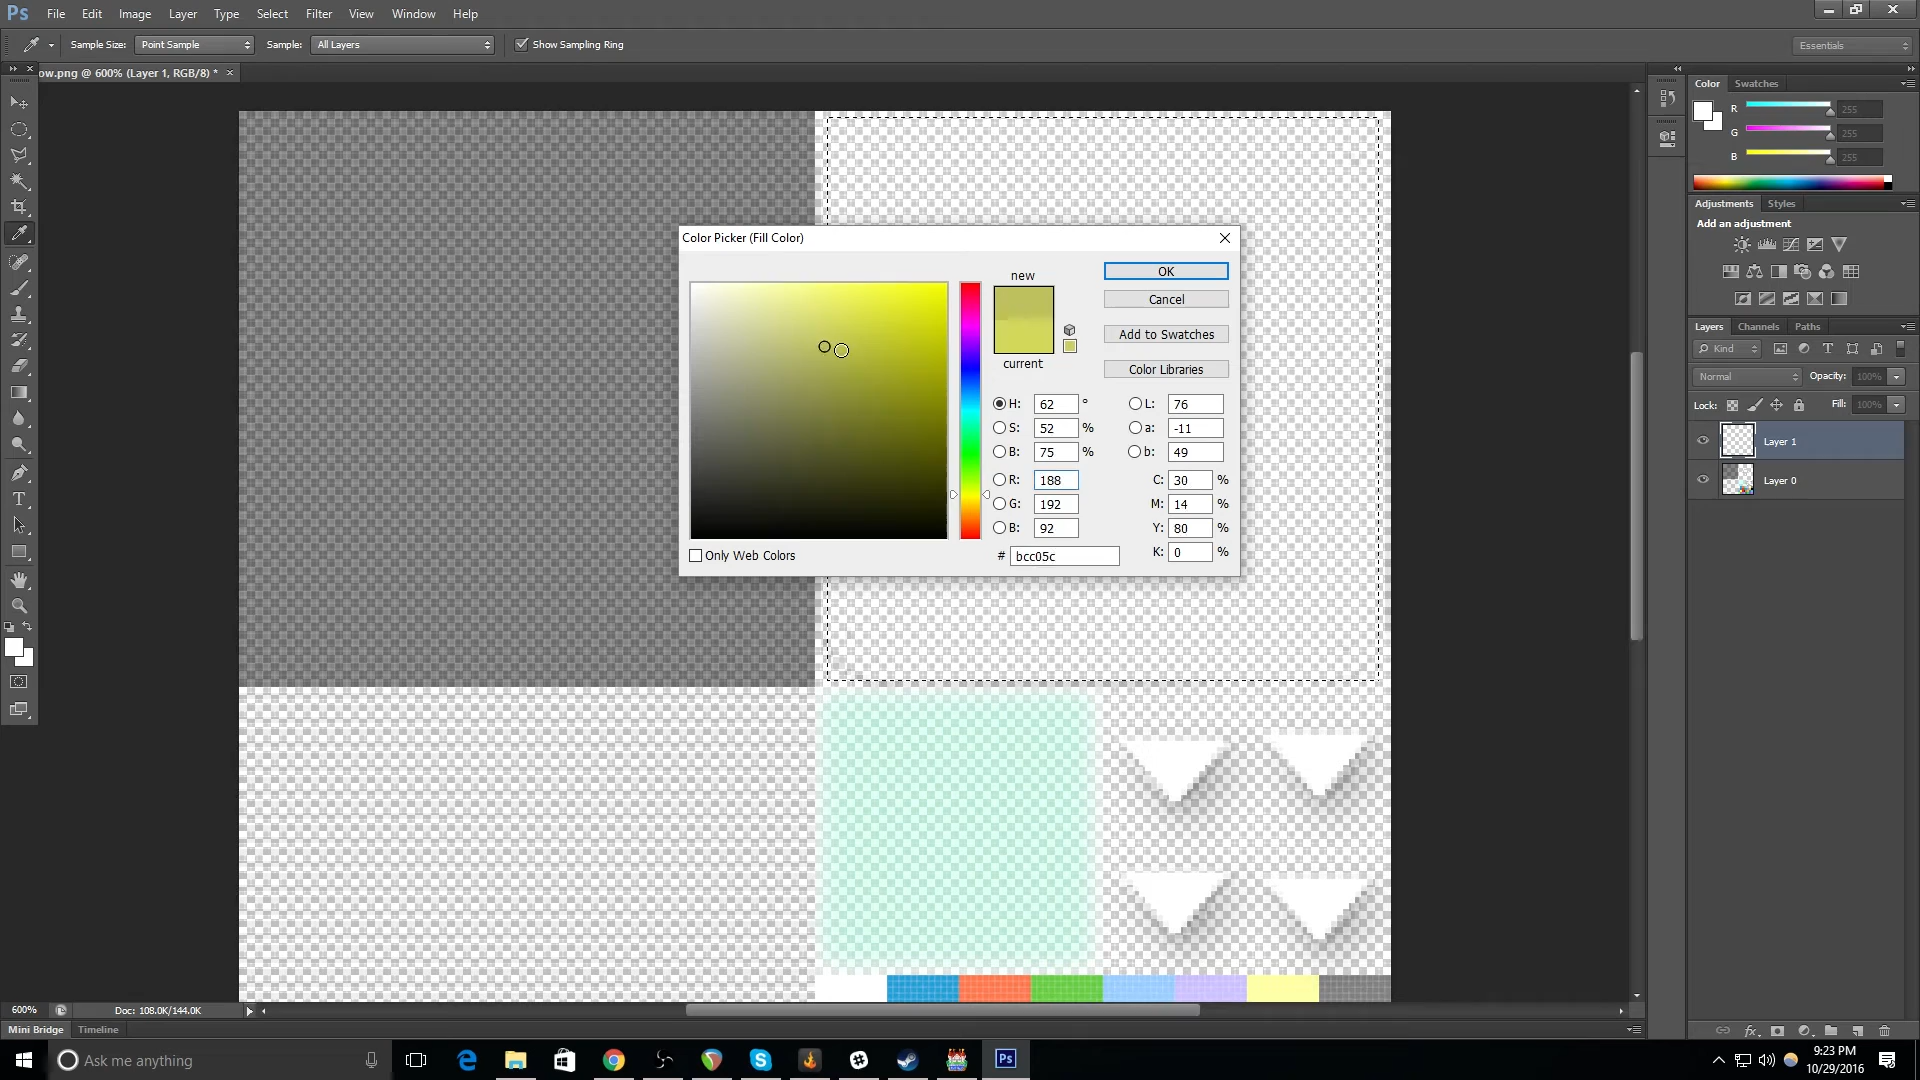 Ps File Edit Image Layer Type Select Filter View Window Help
Sample Size: Point Sample Sample: All Layers Show Sampling Ring Essentials
ow.png @ 600% (Layer 1, RGB/8) * ×
Color Swatches
R 255
G 255
B 255
Adjustments Styles
Add an adjustment
Layers Channels Paths
Kind
Normal Opacity: 100%
Lock: Fill: 100%
Layer 1
Layer 0
Color Picker (Fill Color)
new
current
OK
Cancel
Add to Swatches
Color Libraries
H: 62 ° L: 76
S: 52 % a: -11
B: 75 % b: 49
R: 188 C: 30 %
G: 192 M: 14 %
B: 92 Y: 80 %
K: 0 %
Only Web Colors # bcc05c
600% Doc: 108.0K/144.0K
Mini Bridge Timeline
Ask me anything
Ps
9:23 PM
10/29/2016